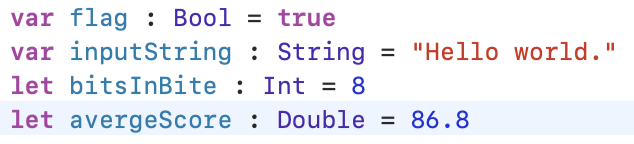 var flag : Bool = true
var inputString : String = "Hello world."
let bitsInBite : Int = 8
let avergeScore : Double = 86.8